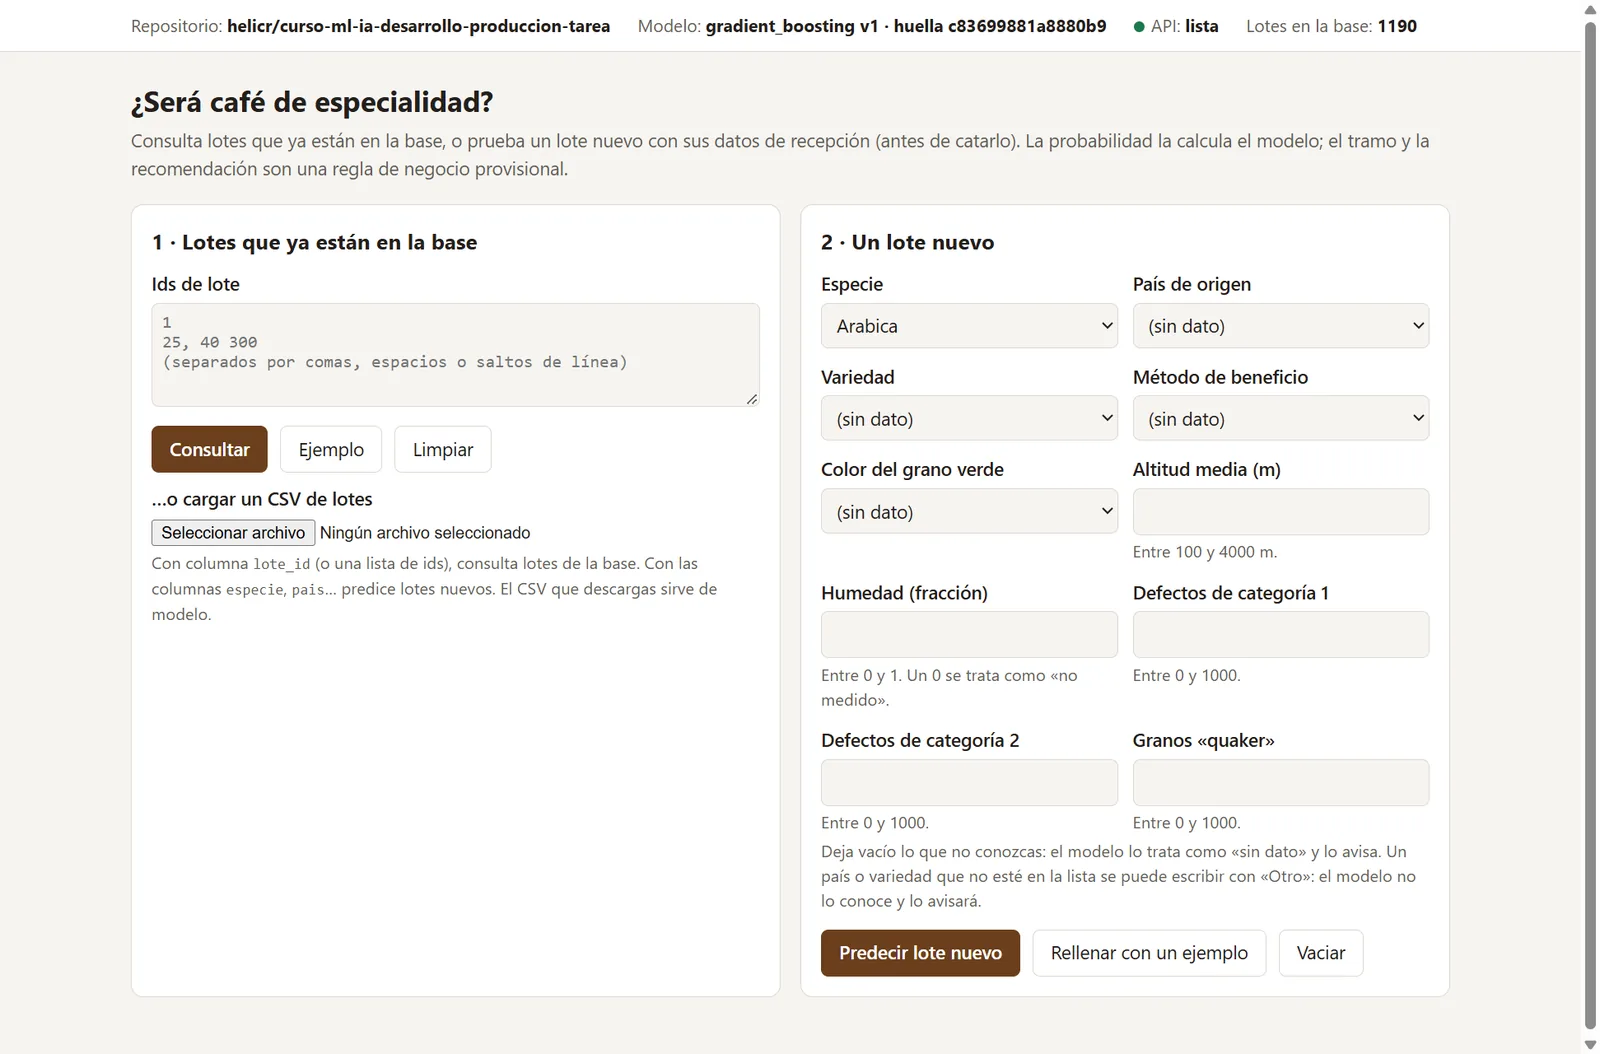 Repositorio: helicr/curso-ml-ia-desarrollo-produccion-tarea Modelo: gradient_boosting v1 · huella c83699881a8880b9 API: lista Lotes en la base: 1190
¿Será café de especialidad?
Consulta lotes que ya están en la base, o prueba un lote nuevo con sus datos de recepción (antes de catarlo). La probabilidad la calcula el modelo; el tramo y la
recomendación son una regla de negocio provisional.
1 · Lotes que ya están en la base
Ids de lote
1
25, 40 300
(separados por comas, espacios o saltos de línea)
Consultar Ejemplo Limpiar
...o cargar un CSV de lotes
Seleccionar archivo Ningún archivo seleccionado
Con columna lote_id (o una lista de ids), consulta lotes de la base. Con las
columnas especie, pais... predice lotes nuevos. El CSV que descargas sirve de
modelo.
2 · Un lote nuevo
Especie País de origen
Arabica (sin dato)
Variedad Método de beneficio
(sin dato) (sin dato)
Color del grano verde Altitud media (m)
(sin dato)
Entre 100 y 4000 m.
Humedad (fracción) Defectos de categoría 1
Entre 0 y 1. Un 0 se trata como «no Entre 0 y 1000.
medido».
Defectos de categoría 2 Granos «quaker»
Entre 0 y 1000. Entre 0 y 1000.
Deja vacío lo que no conozcas: el modelo lo trata como «sin dato» y lo avisa. Un
país o variedad que no esté en la lista se puede escribir con «Otro»: el modelo no
lo conoce y lo avisará.
Predecir lote nuevo Rellenar con un ejemplo Vaciar